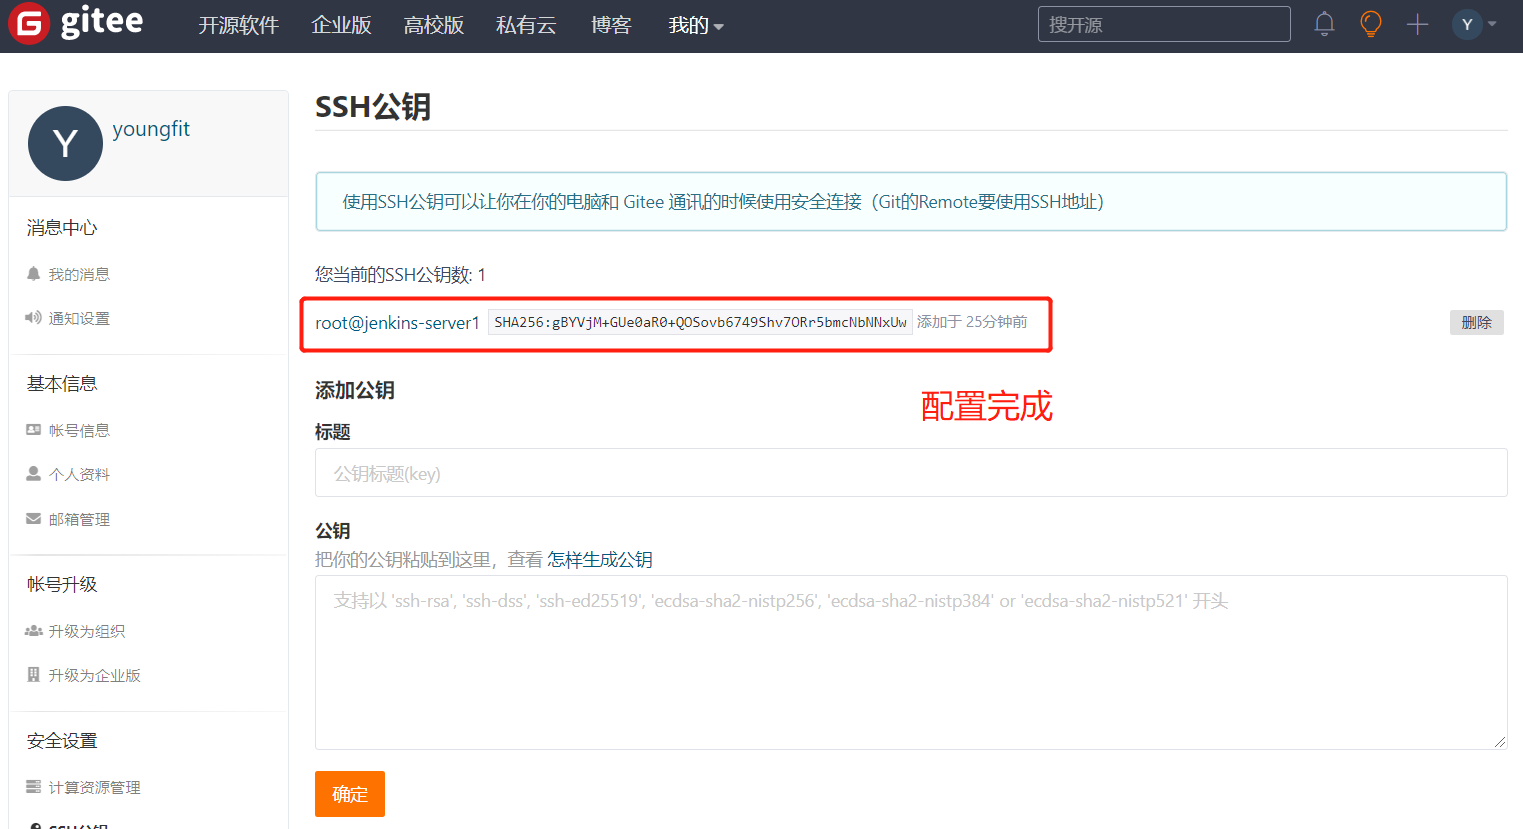 gitee 开源软件 企业版 高校版 私有云 博客 我的 搜开源 Y
Y youngfit
消息中心
我的消息
通知设置
基本信息
帐号信息
个人资料
邮箱管理
帐号升级
升级为组织
升级为企业版
安全设置
计算资源管理
SSH公钥
SSH公钥
使用SSH公钥可以让你在你的电脑和 Gitee 通讯的时候使用安全连接（Git的Remote要使用SSH地址）
您当前的SSH公钥数: 1
root@jenkins-server1 SHA256:gBYVjM+GUe0aR0+QOSovb6749Shv7ORr5bmcNbNNxUw 添加于 25分钟前 删除
添加公钥
配置完成
标题
公钥标题(key)
公钥
把你的公钥粘贴到这里，查看 怎样生成公钥
支持以 'ssh-rsa', 'ssh-dss', 'ssh-ed25519', 'ecdsa-sha2-nistp256', 'ecdsa-sha2-nistp384' or 'ecdsa-sha2-nistp521' 开头
确定